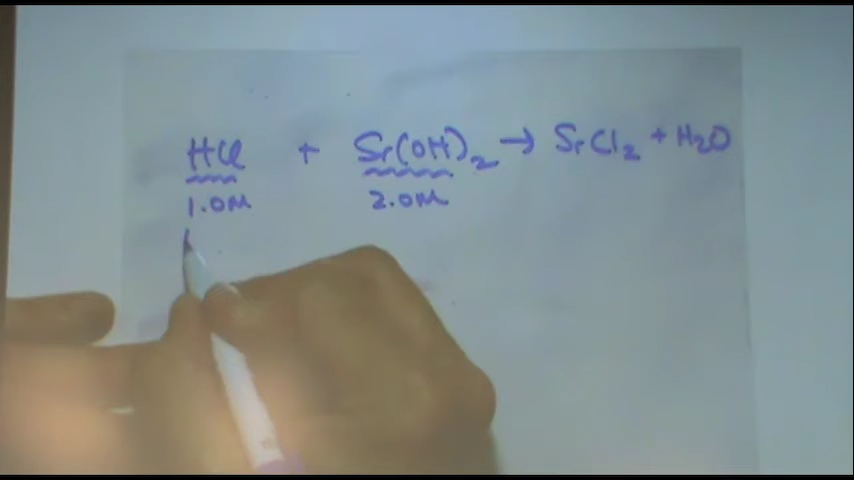 HCl + Sr(OH)2 → SrCl2 + H2O
1.0M 2.0M